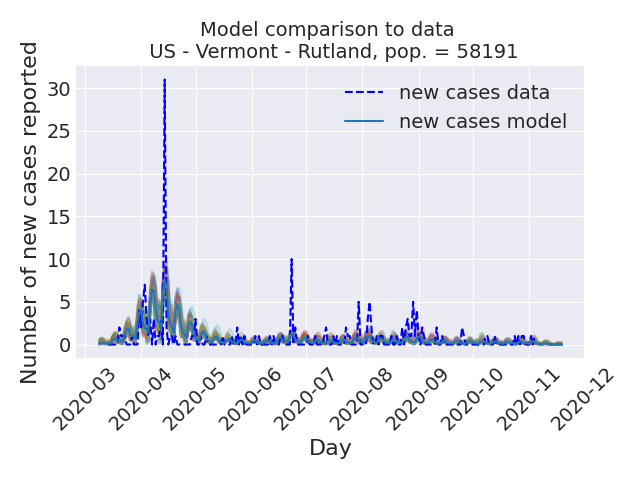 Model comparison to data
US - Vermont - Rutland, pop. = 58191
Number of new cases reported
30
25
20
15
10
5
0
new cases data
new cases model
2020-03
2020-04
2020-05
2020-06
2020-07
2020-08
2020-09
2020-10
2020-11
2020-12
Day